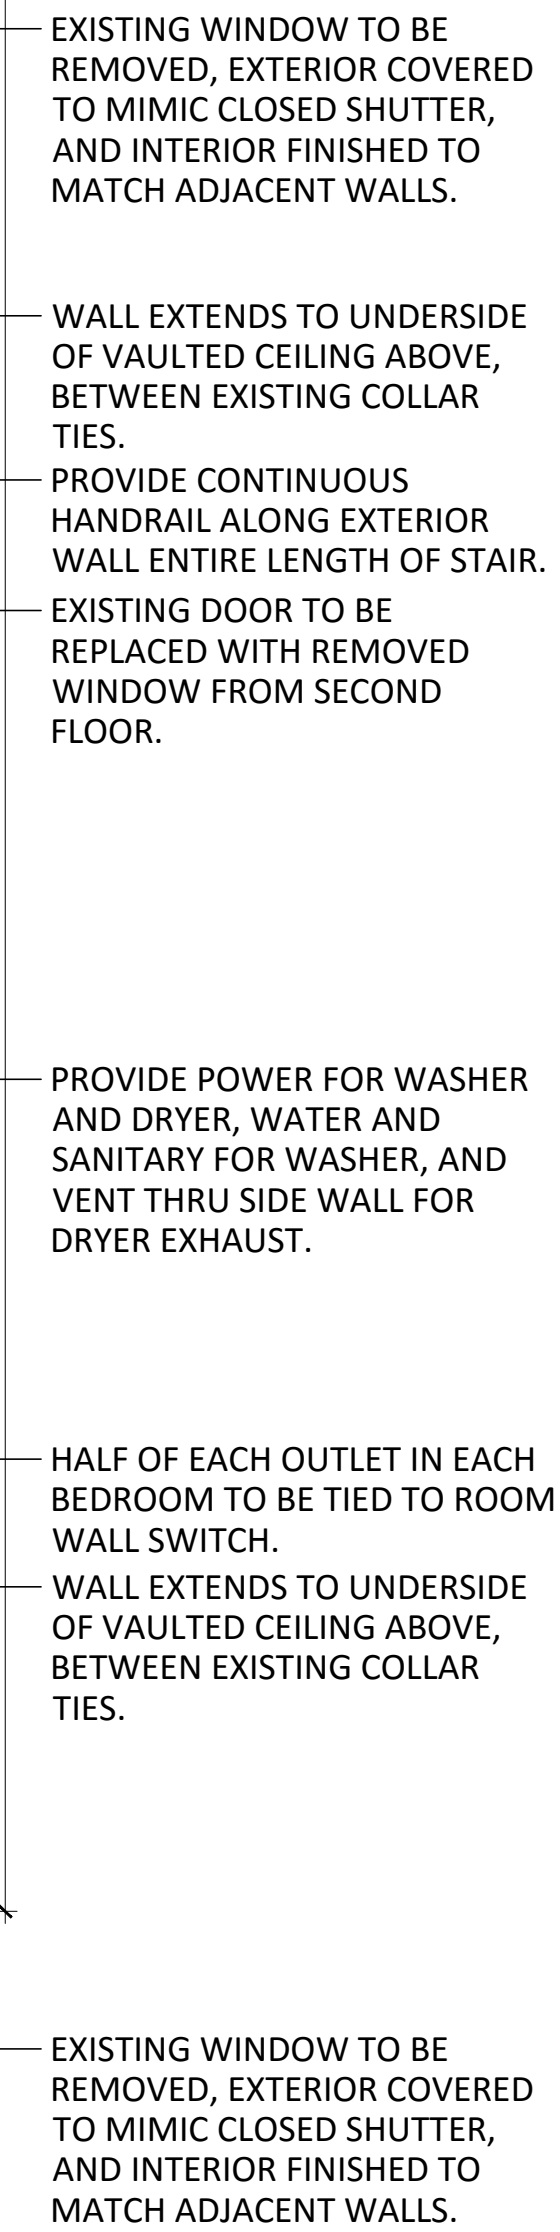 EXISTING WINDOW TO BE
REMOVED, EXTERIOR COVERED
TO MIMIC CLOSED SHUTTER,
AND INTERIOR FINISHED TO
MATCH ADJACENT WALLS.
WALL EXTENDS TO UNDERSIDE
OF VAULTED CEILING ABOVE,
BETWEEN EXISTING COLLAR
TIES.
PROVIDE CONTINUOUS
HANDRAIL ALONG EXTERIOR
WALL ENTIRE LENGTH OF STAIR.
EXISTING DOOR TO BE
REPLACED WITH REMOVED
WINDOW FROM SECOND
FLOOR.
PROVIDE POWER FOR WASHER
AND DRYER, WATER AND
SANITARY FOR WASHER, AND
VENT THRU SIDE WALL FOR
DRYER EXHAUST.
HALF OF EACH OUTLET IN EACH
BEDROOM TO BE TIED TO ROOM
WALL SWITCH.
WALL EXTENDS TO UNDERSIDE
OF VAULTED CEILING ABOVE,
BETWEEN EXISTING COLLAR
TIES.
EXISTING WINDOW TO BE
REMOVED, EXTERIOR COVERED
TO MIMIC CLOSED SHUTTER,
AND INTERIOR FINISHED TO
MATCH ADJACENT WALLS.